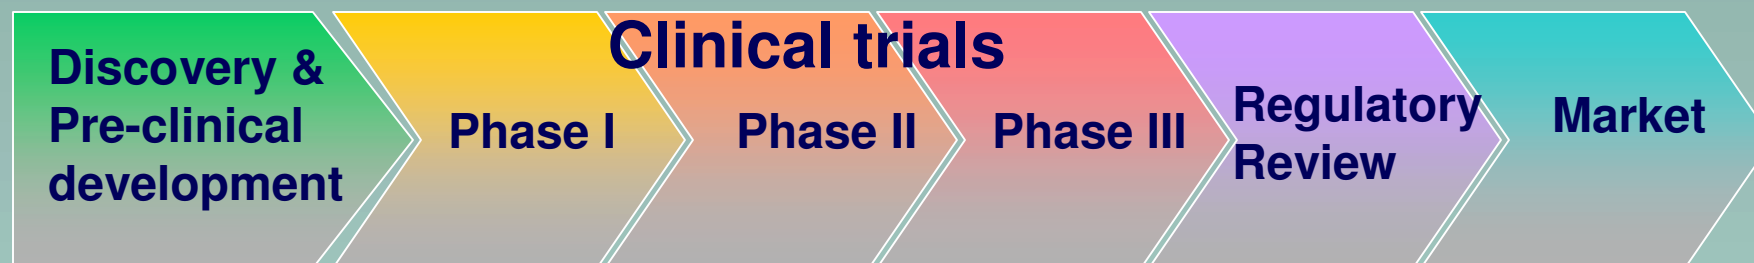 Discovery &
Pre-clinical
development
Clinical trials
Phase I
Phase II
Phase III
Regulatory
Review
Market